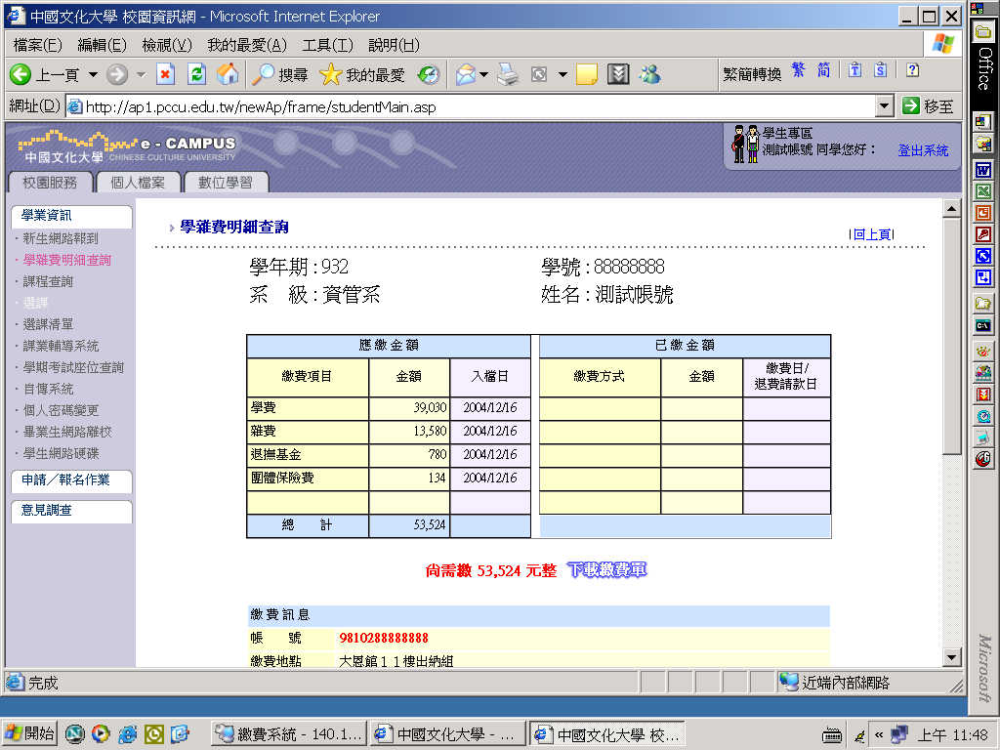 中國文化大學 校園資訊網 - Microsoft Internet Explorer
檔案(F) 編輯(E) 檢視(V) 我的最愛(A) 工具(T) 說明(H)
上一頁 搜尋 我的最愛 繁簡轉換 繁 简
網址(D) http://ap1.pccu.edu.tw/newAp/frame/studentMain.asp 移至
e - CAMPUS
中國文化大學 CHINESE CULTURE UNIVERSITY
學生專區
測試帳號 同學您好： 登出系統
校園服務 個人檔案 數位學習
學業資訊
· 新生網路報到
· 學雜費明細查詢
· 課程查詢
· 選課
· 選課清單
· 課業輔導系統
· 學期考試座位查詢
· 自傳系統
· 個人密碼變更
· 畢業生網路離校
· 學生網路硬碟
申請／報名作業
意見調查
學雜費明細查詢
|回上頁|
學年期 : 932 學號 : 88888888
系　級 : 資管系 姓名 : 測試帳號
應 繳 金 額 已 繳 金 額
繳費項目 金額 入檔日 繳費方式 金額 繳費日/
退費請款日
學費 39,030 2004/12/16
雜費 13,580 2004/12/16
退撫基金 780 2004/12/16
團體保險費 134 2004/12/16
總　計 53,524
尚需繳 53,524 元整 下載繳費單
繳 費 訊 息
帳　號 9810288888888
繳費地點 大恩館１１樓出納組
完成 近端內部網路
開始 繳費系統 - 140.1... 中國文化大學 - ... 中國文化大學 校... « 上午 11:48
Office
Microsoft